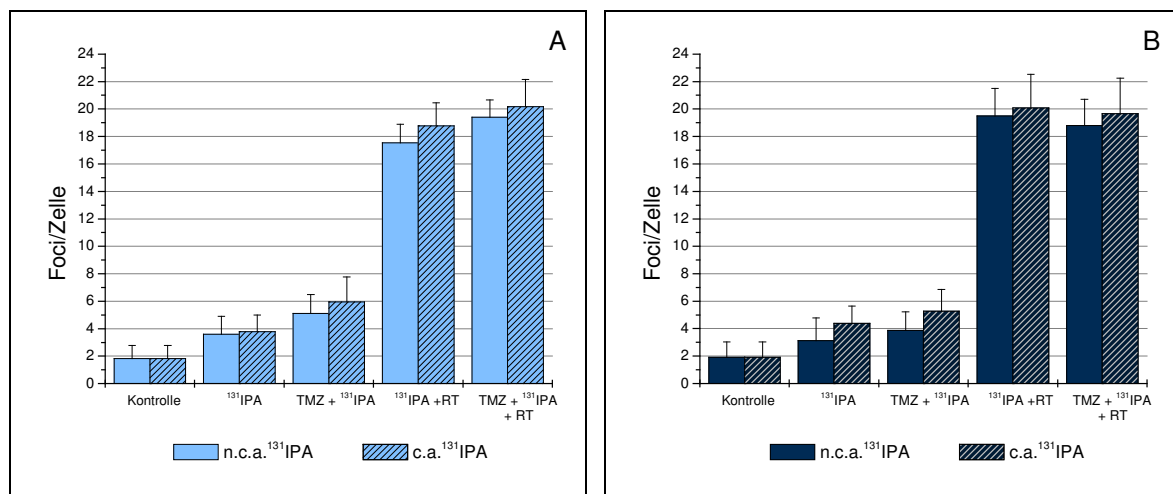 A
Foci/Zelle
24
22
20
18
16
14
12
10
8
6
4
2
0
Kontrolle
¹³¹IPA
TMZ + ¹³¹IPA
¹³¹IPA +RT
TMZ + ¹³¹IPA
+ RT
n.c.a.¹³¹IPA
c.a.¹³¹IPA
B
Foci/Zelle
24
22
20
18
16
14
12
10
8
6
4
2
0
Kontrolle
¹³¹IPA
TMZ + ¹³¹IPA
¹³¹IPA +RT
TMZ + ¹³¹IPA
+ RT
n.c.a.¹³¹IPA
c.a.¹³¹IPA